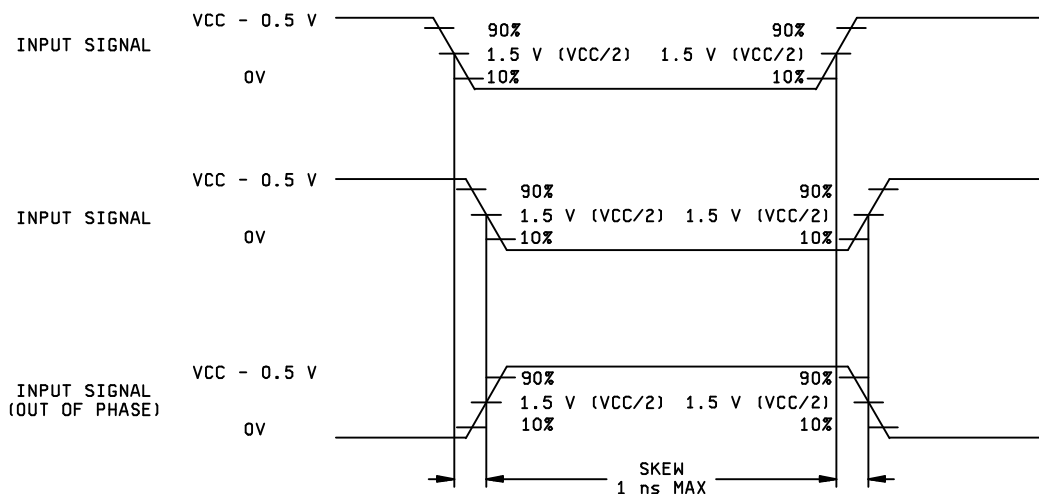 VCC - 0.5 V
INPUT SIGNAL
0V
90%
90%
1.5 V (VCC/2)
1.5 V (VCC/2)
10%
10%
VCC - 0.5 V
INPUT SIGNAL
0V
90%
90%
1.5 V (VCC/2)
1.5 V (VCC/2)
10%
10%
VCC - 0.5 V
INPUT SIGNAL
(OUT OF PHASE)
0V
90%
90%
1.5 V (VCC/2)
1.5 V (VCC/2)
10%
10%
SKEW
1 ns MAX